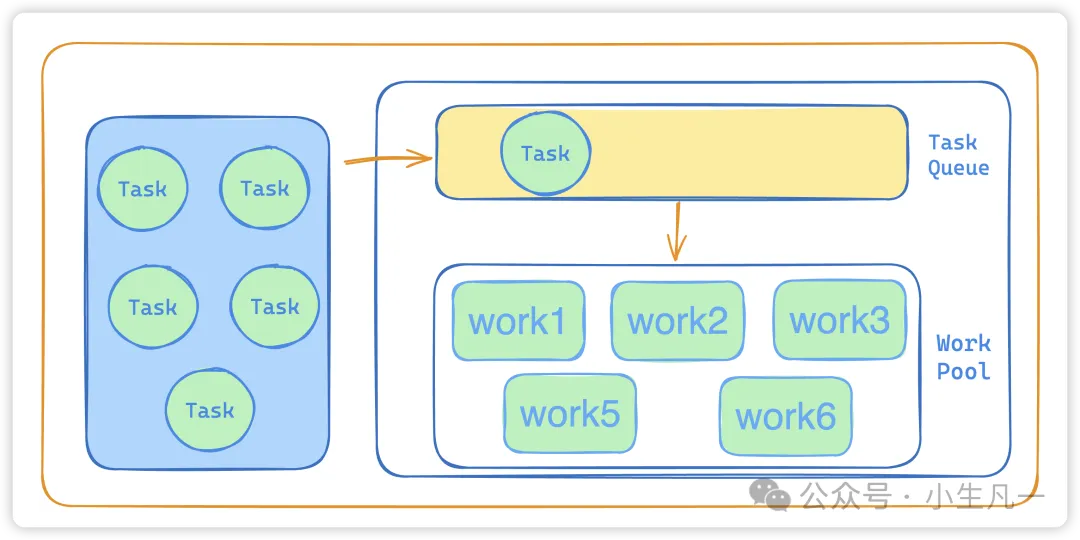 Task
Task
Task
Task
Task
Task
Task
Queue
work1
work2
work3
work5
work6
Work
Pool
公众号 · 小生凡一